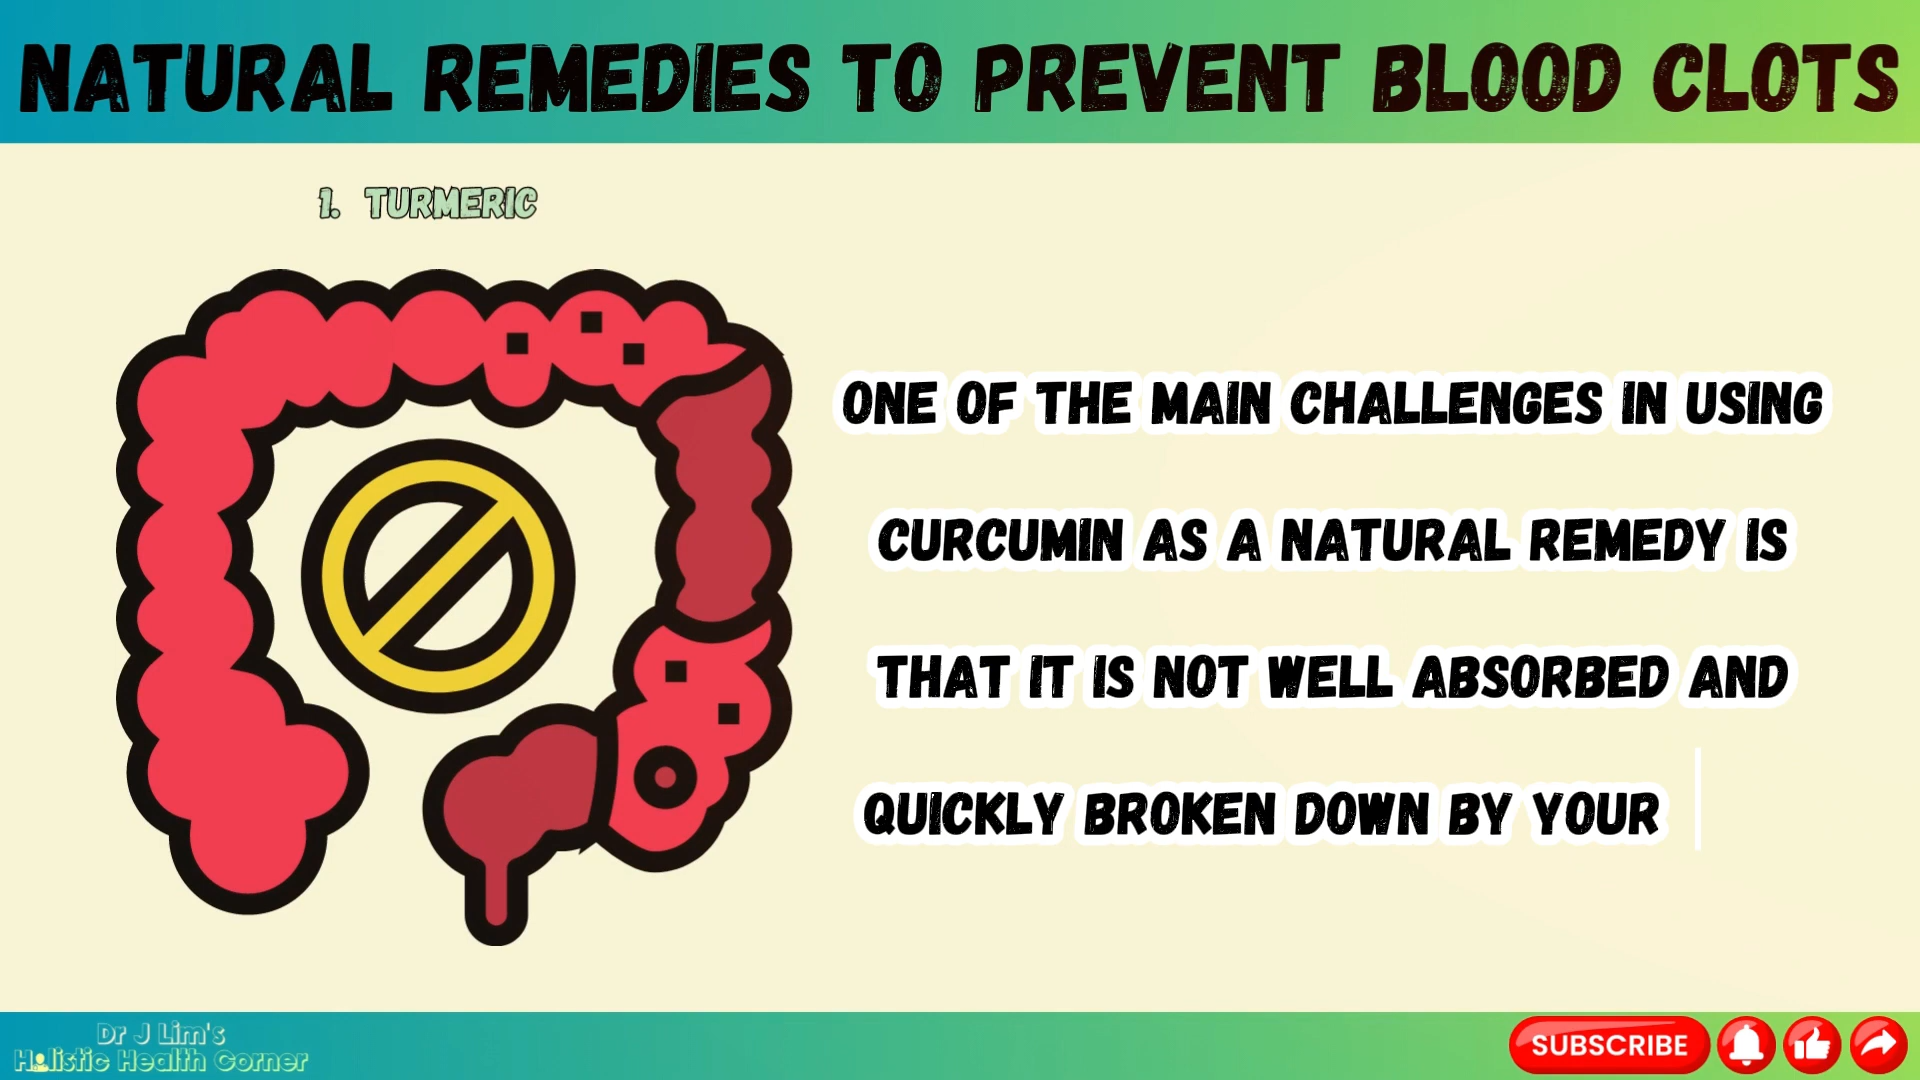 NATURAL REMEDIES TO PREVENT BLOOD CLOTS
1. TURMERIC
ONE OF THE MAIN CHALLENGES IN USING
CURCUMIN AS A NATURAL REMEDY IS
THAT IT IS NOT WELL ABSORBED AND
QUICKLY BROKEN DOWN BY YOUR
Dr J Lim's
Holistic Health Corner
SUBSCRIBE